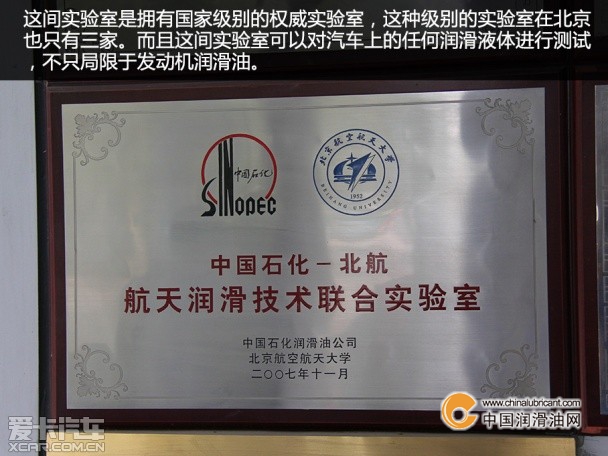 这间实验室是拥有国家级别的权威实验室，这种级别的实验室在北京
也只有三家。而且这间实验室可以对汽车上的任何润滑液体进行测试
，不只局限于发动机润滑油。
中国石化
SINOPEC
北京航空航天大学
BEIHANG UNIVERSITY
1952
中国石化－北航
航天润滑技术联合实验室
中国石化润滑油公司
北京航空航天大学
二〇〇七年十一月
www.chinalubricant.com
中国润滑油网
爱卡汽车
XCAR.COM.CN